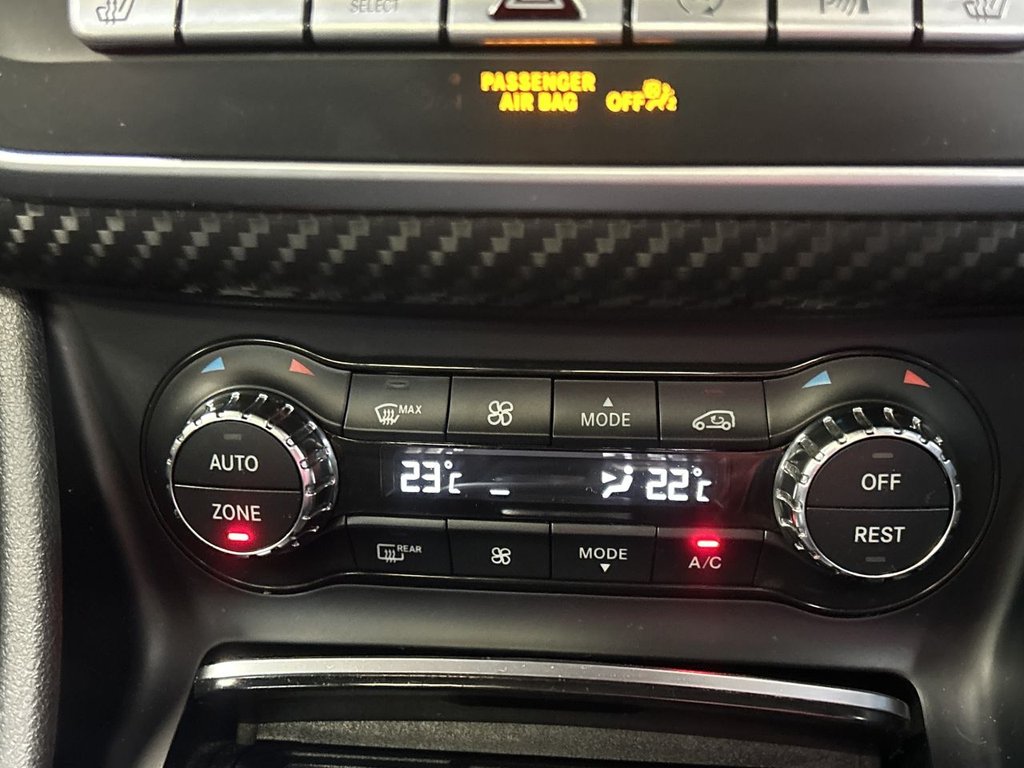 SELECT
PASSENGER
AIR BAG OFF
MAX
MODE
AUTO
ZONE
23°c
22°c
OFF
REST
REAR
MODE
A/C